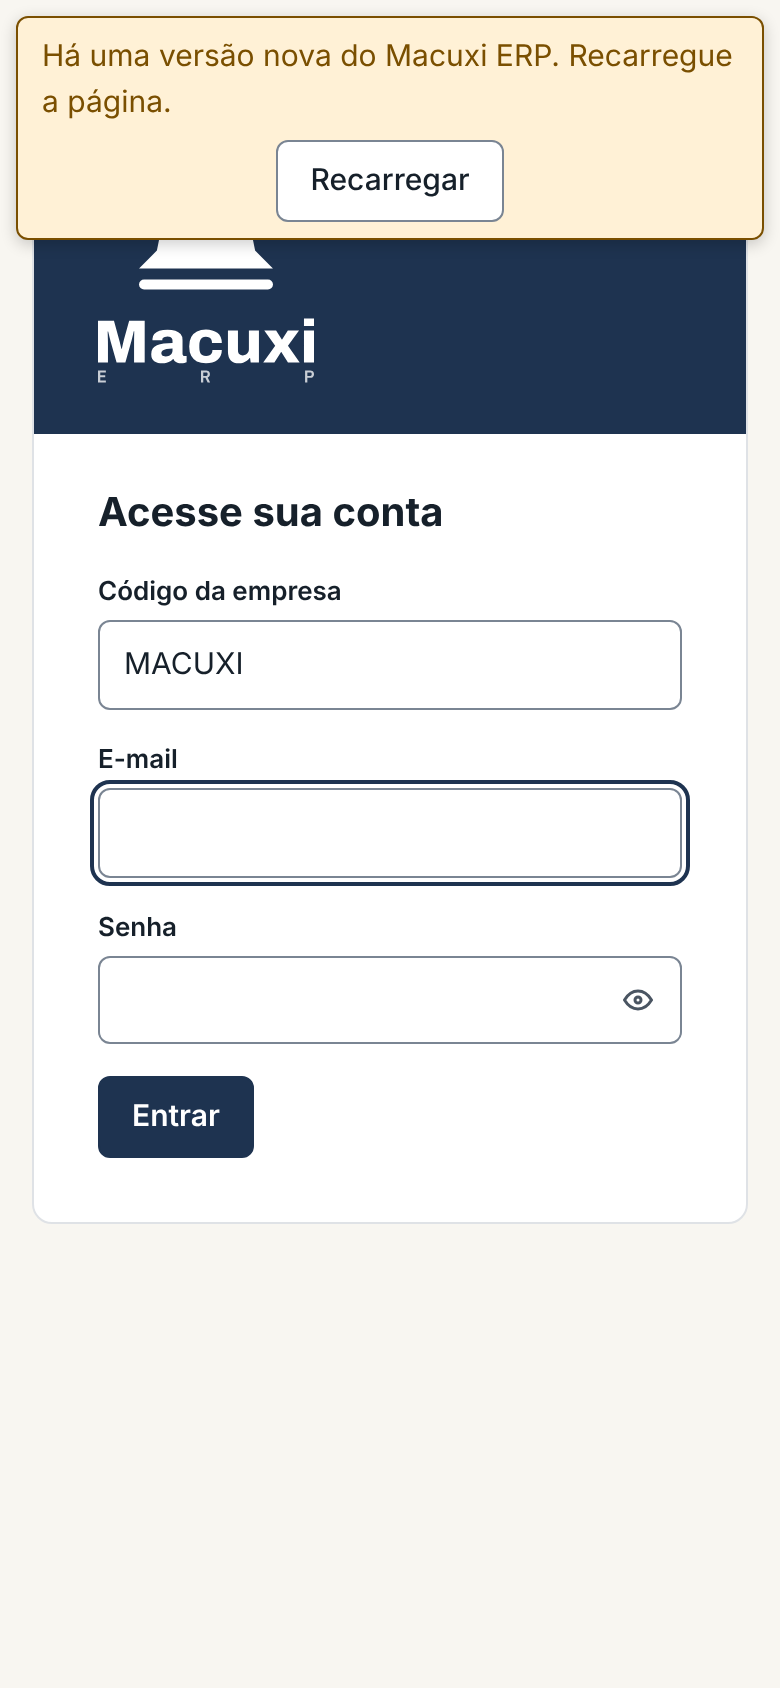 Há uma versão nova do Macuxi ERP. Recarregue
a página.
Recarregar
Macuxi
E R P
Acesse sua conta
Código da empresa
MACUXI
E-mail
Senha
Entrar